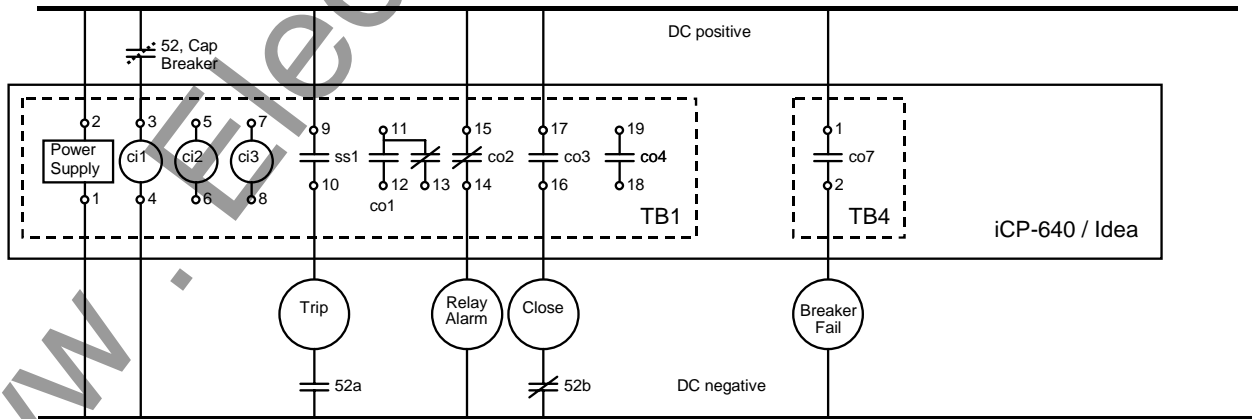 DC positive
52, Cap
Breaker
2
3
5
7
9
11
15
17
19
1
Power
Supply
ci1
ci2
ci3
ss1
co2
co3
co4
co7
1
4
6
8
10
12
13
14
16
18
2
co1
TB1
TB4
iCP-640 / Idea
Trip
Relay
Alarm
Close
Breaker
Fail
52a
52b
DC negative
w . Elec